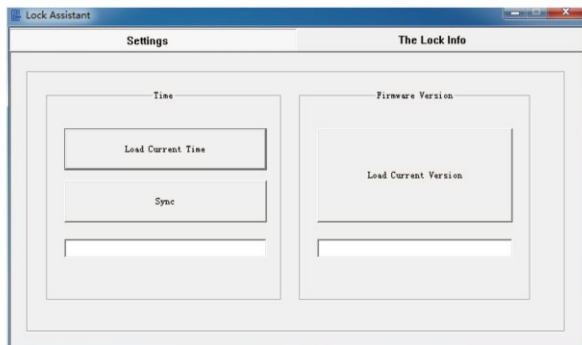 Lock Assistant
Settings
The Lock Info
Time
Load Current Time
Sync
Firmware Version
Load Current Version